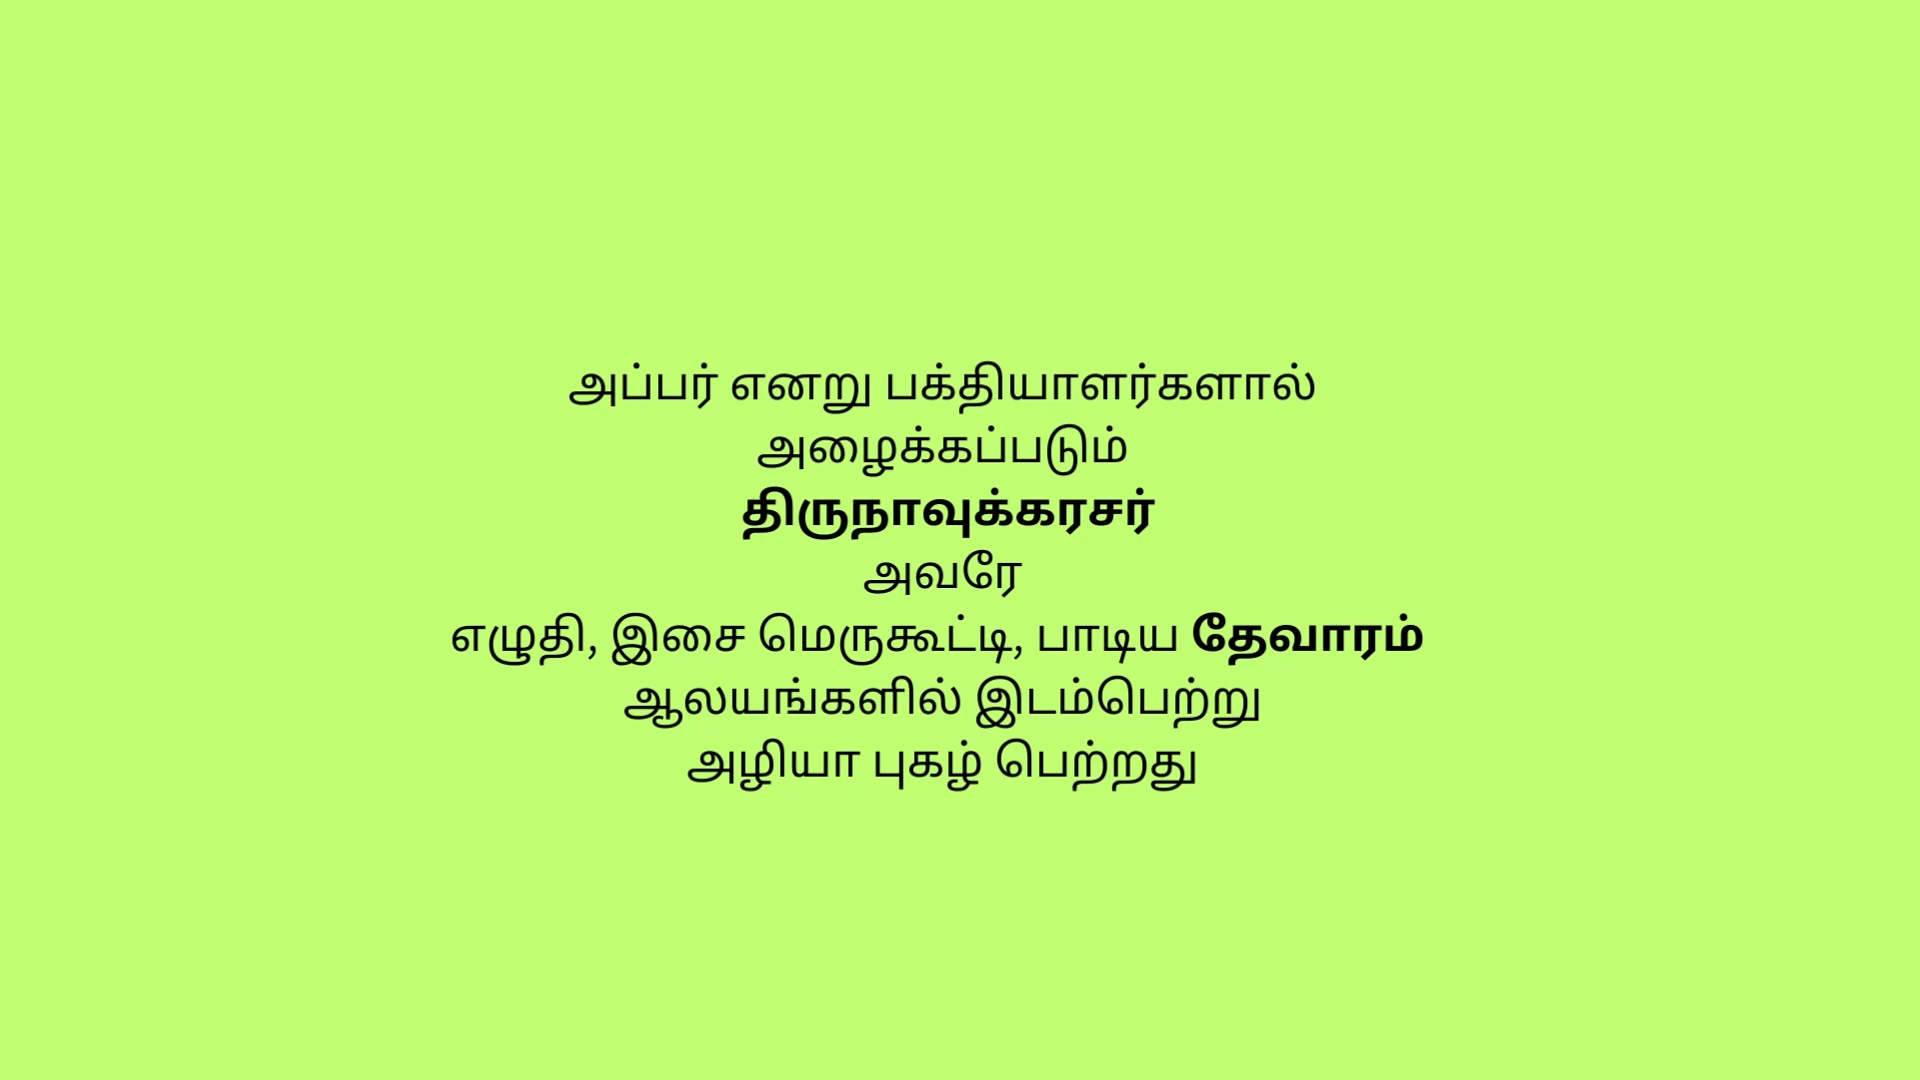 அப்பர் எனறு பக்தியாளர்களால்
அழைக்கப்படும்
திருநாவுக்கரசர்
அவரே
எழுதி, இசை மெருகூட்டி, பாடிய தேவாரம்
ஆலயங்களில் இடம்பெற்று
அழியா புகழ் பெற்றது